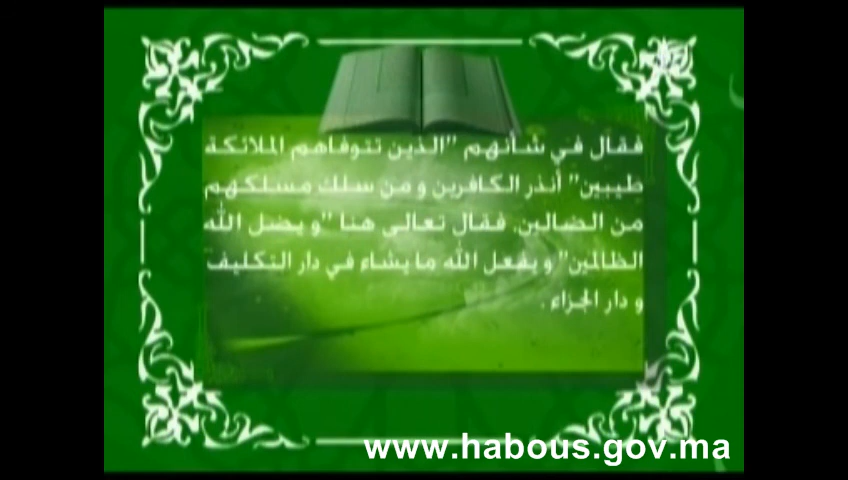 فقال في شأنهم "الذين تتوفاهم الملائكة
طيبين" أنذر الكافرين و من سلك مسلكهم
من الضالين. فقال تعالى هنا "و يضل الله
الظالمين" و يفعل الله ما يشاء في دار التكليف
و دار الجزاء .
www.habous.gov.ma